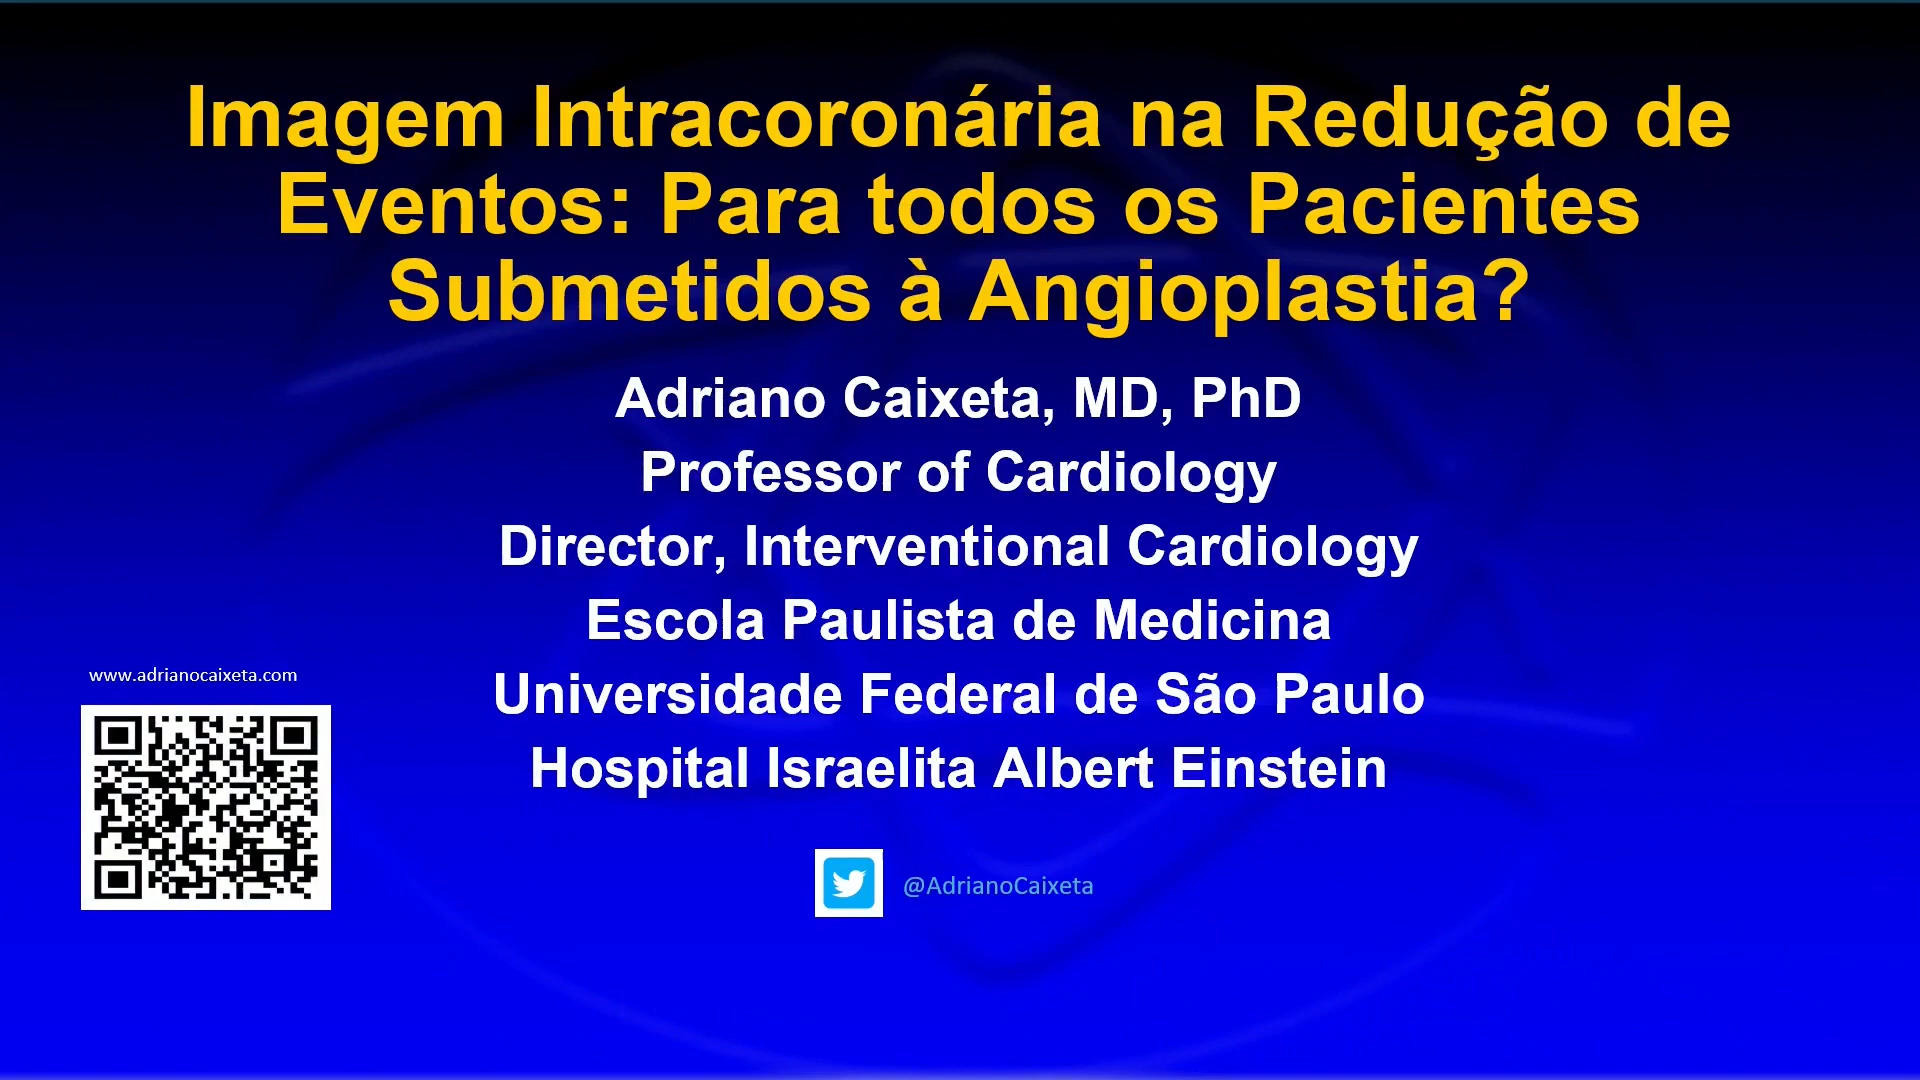 Imagem Intracoronária na Redução de
Eventos: Para todos os Pacientes
Submetidos à Angioplastia?
Adriano Caixeta, MD, PhD
Professor of Cardiology
Director, Interventional Cardiology
Escola Paulista de Medicina
Universidade Federal de São Paulo
Hospital Israelita Albert Einstein
www.adrianocaixeta.com
@AdrianoCaixeta